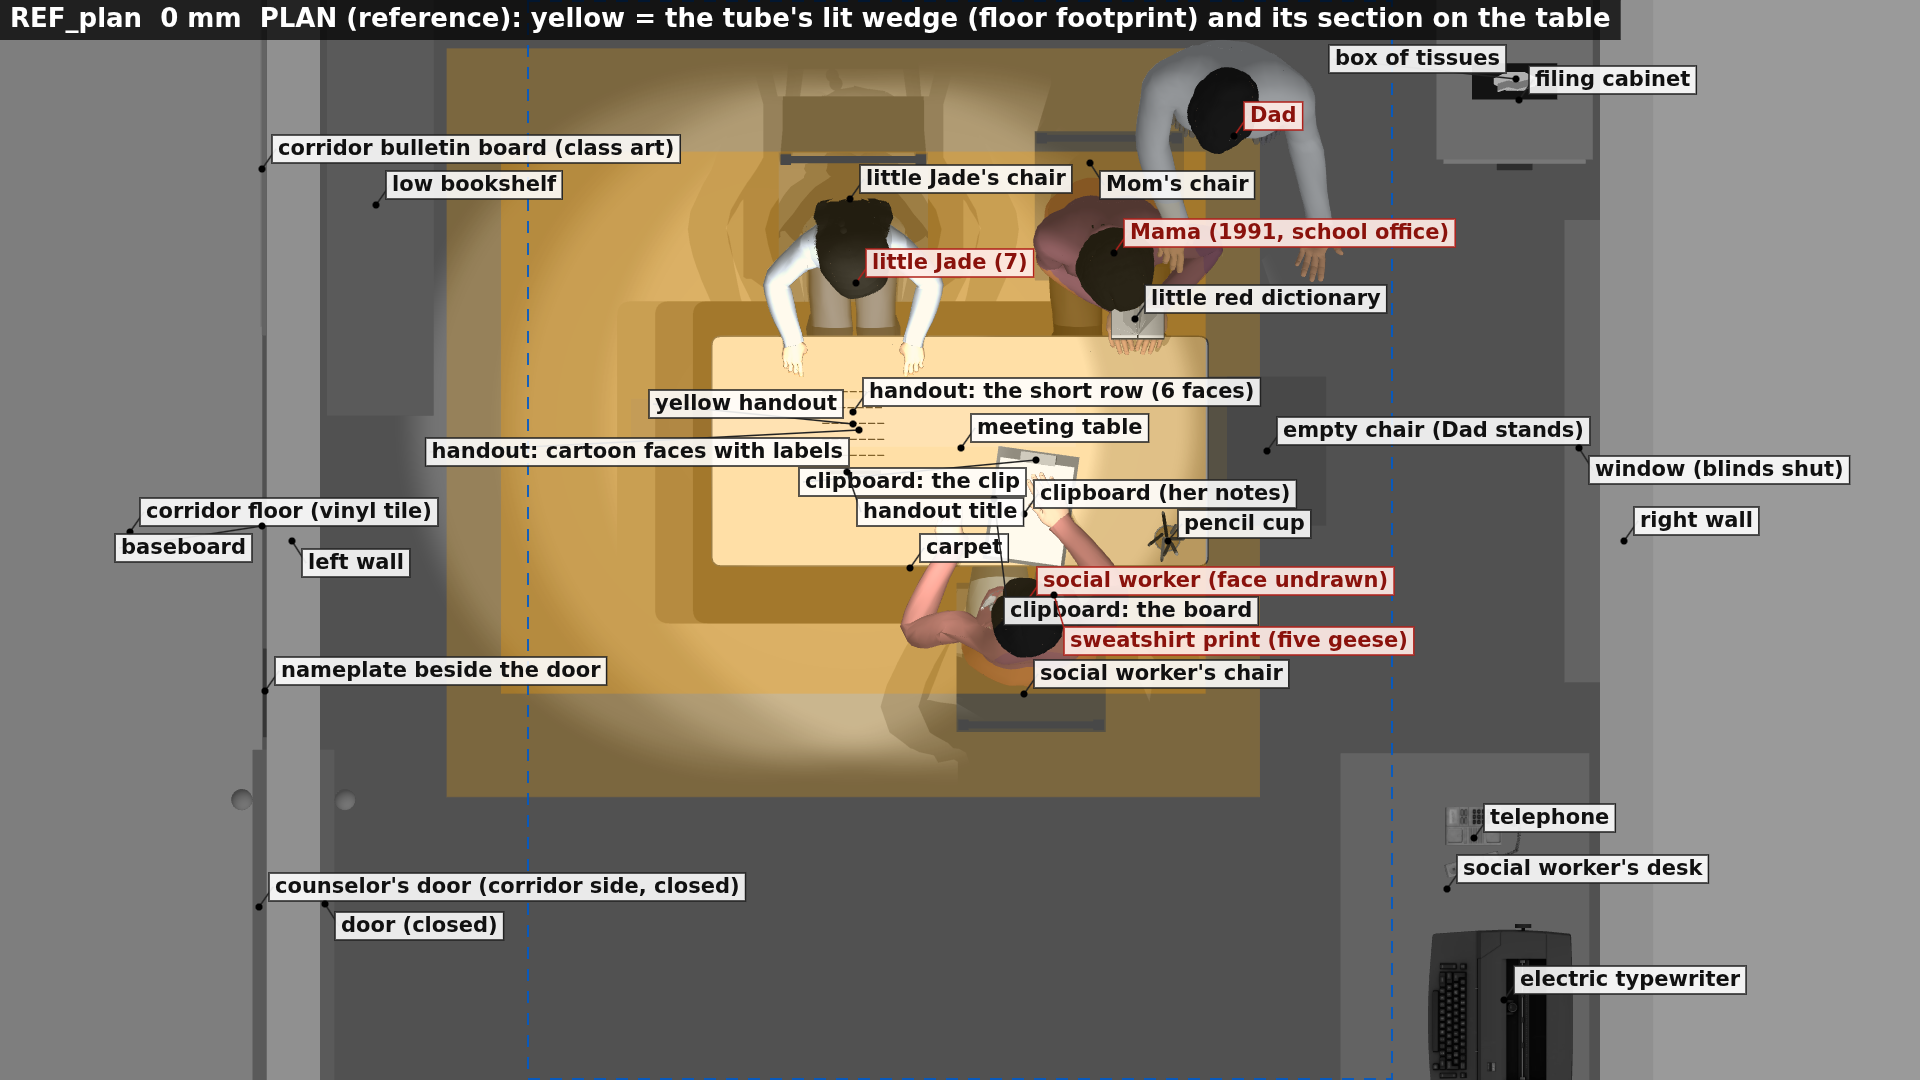 REF_plan  0 mm  PLAN (reference): yellow = the tube's lit wedge (floor footprint) and its section on the table
box of tissues
filing cabinet
Dad
corridor bulletin board (class art)
low bookshelf
little Jade's chair
Mom's chair
Mama (1991, school office)
little Jade (7)
little red dictionary
handout: the short row (6 faces)
yellow handout
meeting table
empty chair (Dad stands)
handout: cartoon faces with labels
window (blinds shut)
clipboard: the clip
clipboard (her notes)
corridor floor (vinyl tile)
handout title
pencil cup
right wall
baseboard
carpet
left wall
social worker (face undrawn)
clipboard: the board
sweatshirt print (five geese)
nameplate beside the door
social worker's chair
telephone
social worker's desk
counselor's door (corridor side, closed)
door (closed)
electric typewriter